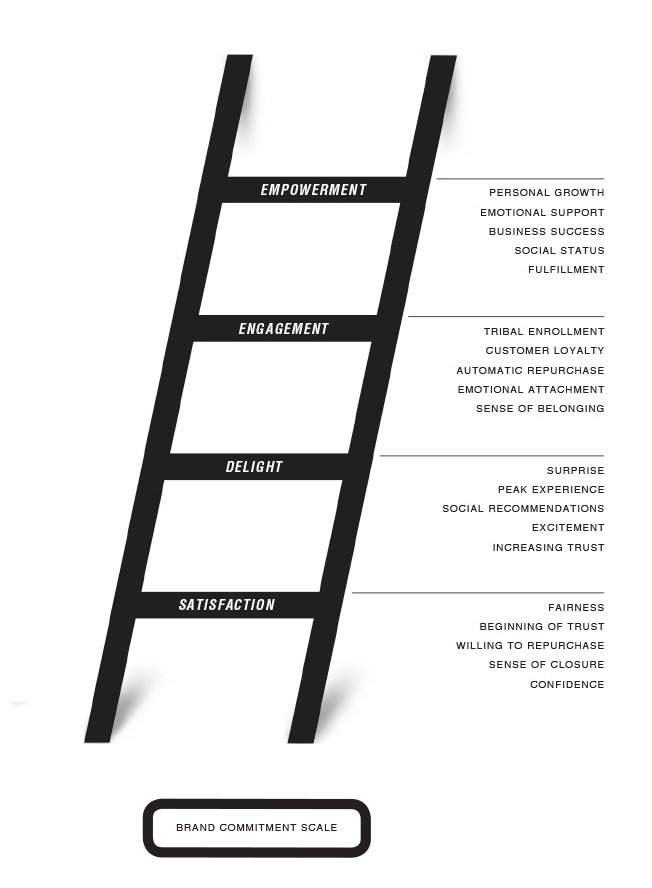 EMPOWERMENT
PERSONAL GROWTH
EMOTIONAL SUPPORT
BUSINESS SUCCESS
SOCIAL STATUS
FULFILLMENT
ENGAGEMENT
TRIBAL ENROLLMENT
CUSTOMER LOYALTY
AUTOMATIC REPURCHASE
EMOTIONAL ATTACHMENT
SENSE OF BELONGING
DELIGHT
SURPRISE
PEAK EXPERIENCE
SOCIAL RECOMMENDATIONS
EXCITEMENT
INCREASING TRUST
SATISFACTION
FAIRNESS
BEGINNING OF TRUST
WILLING TO REPURCHASE
SENSE OF CLOSURE
CONFIDENCE
BRAND COMMITMENT SCALE